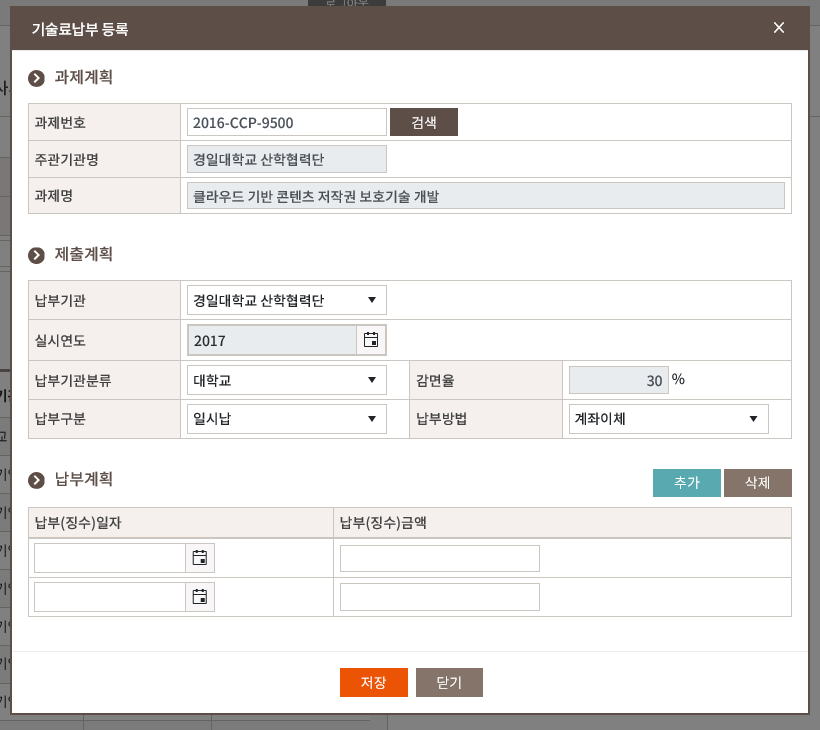 로그아웃
기술료납부 등록
과제계획
과제번호 2016-CCP-9500 검색
주관기관명 경일대학교 산학협력단
과제명 클라우드 기반 콘텐츠 저작권 보호기술 개발
제출계획
납부기관 경일대학교 산학협력단
실시연도 2017
납부기관분류 대학교 감면율 30 %
납부구분 일시납 납부방법 계좌이체
납부계획 추가 삭제
납부(징수)일자 납부(징수)금액
저장 닫기